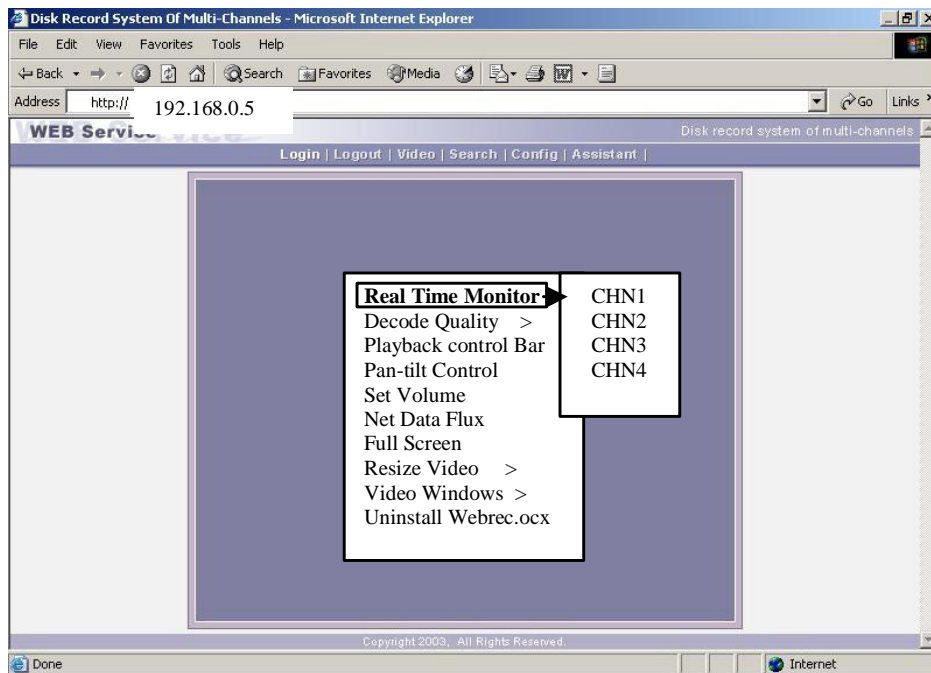 Disk Record System Of Multi-Channels - Microsoft Internet Explorer
File Edit View Favorites Tools Help
Back Search Favorites Media
Address http:// 192.168.0.5 Go Links
WEB Service Disk record system of multi-channels
Login | Logout | Video | Search | Config | Assistant |
Real Time Monitor CHN1
Decode Quality > CHN2
Playback control Bar CHN3
Pan-tilt Control CHN4
Set Volume
Net Data Flux
Full Screen
Resize Video >
Video Windows >
Uninstall Webrec.ocx
Copyright 2003, All Rights Reserved.
Done Internet